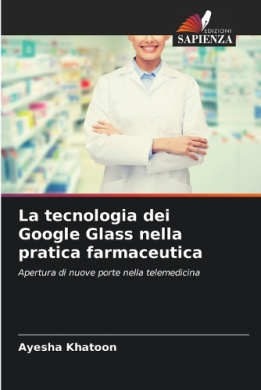 EDIZIONI
SAPIENZA
La tecnologia dei
Google Glass nella
pratica farmaceutica
Apertura di nuove porte nella telemedicina
Ayesha Khatoon